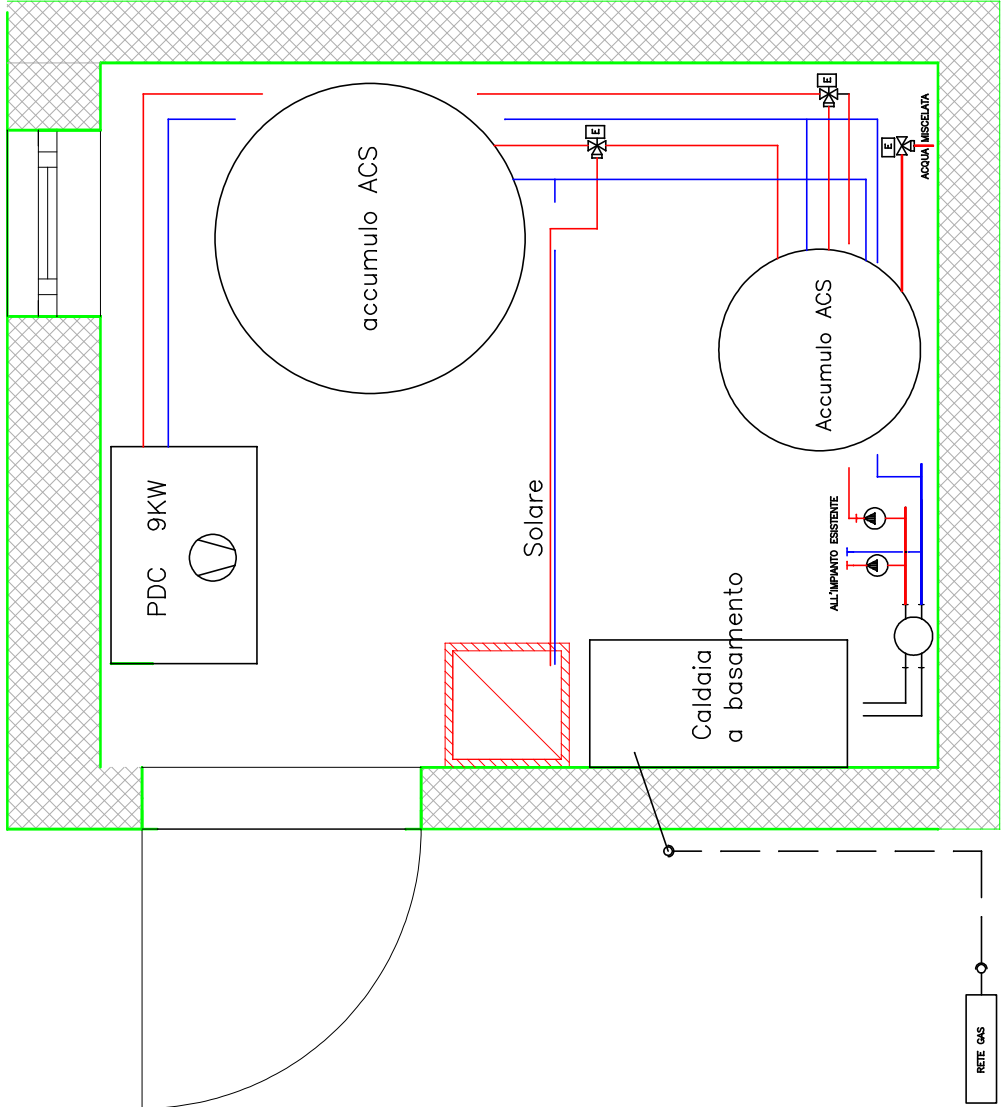 accumulo ACS
E
E
E
ACQUA MISCELATA
Accumulo ACS
PDC 9KW
Solare
ALL'IMPIANTO ESISTENTE
Caldaia
a basamento
RETE GAS